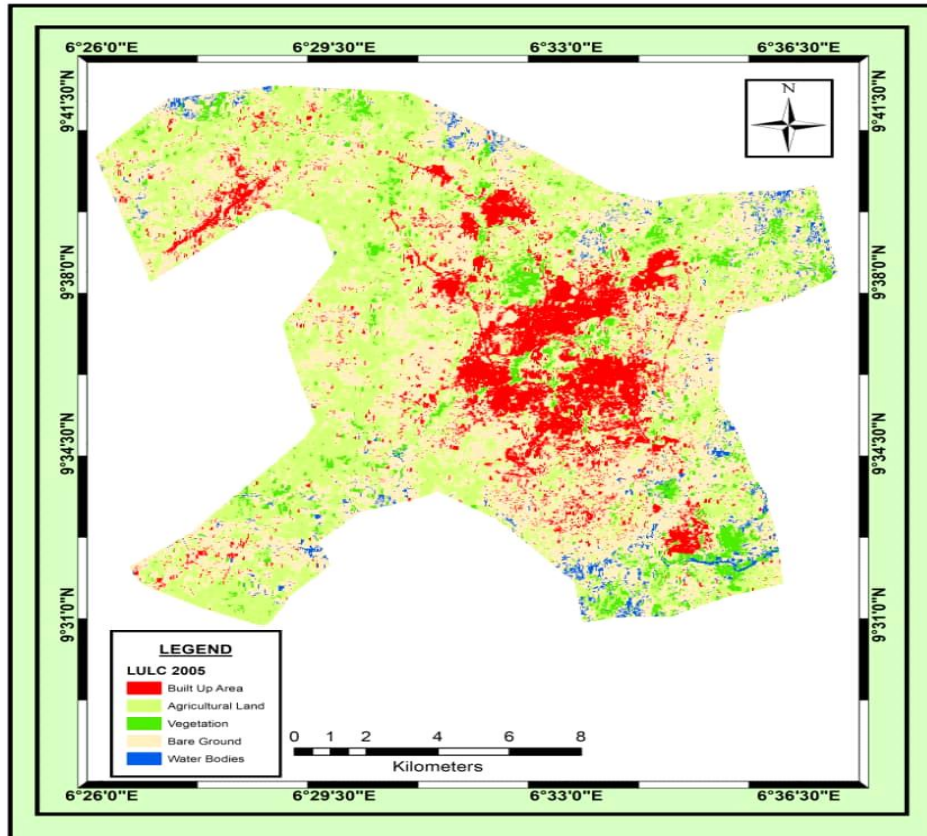 6°26'0"E 6°29'30"E 6°33'0"E 6°36'30"E
N
9°41'30"N 9°41'30"N
9°38'0"N 9°38'0"N
9°34'30"N 9°34'30"N
9°31'0"N 9°31'0"N
LEGEND
LULC 2005
Built Up Area
Agricultural Land
Vegetation
Bare Ground
Water Bodies
0 1 2 4 6 8
Kilometers
6°26'0"E 6°29'30"E 6°33'0"E 6°36'30"E